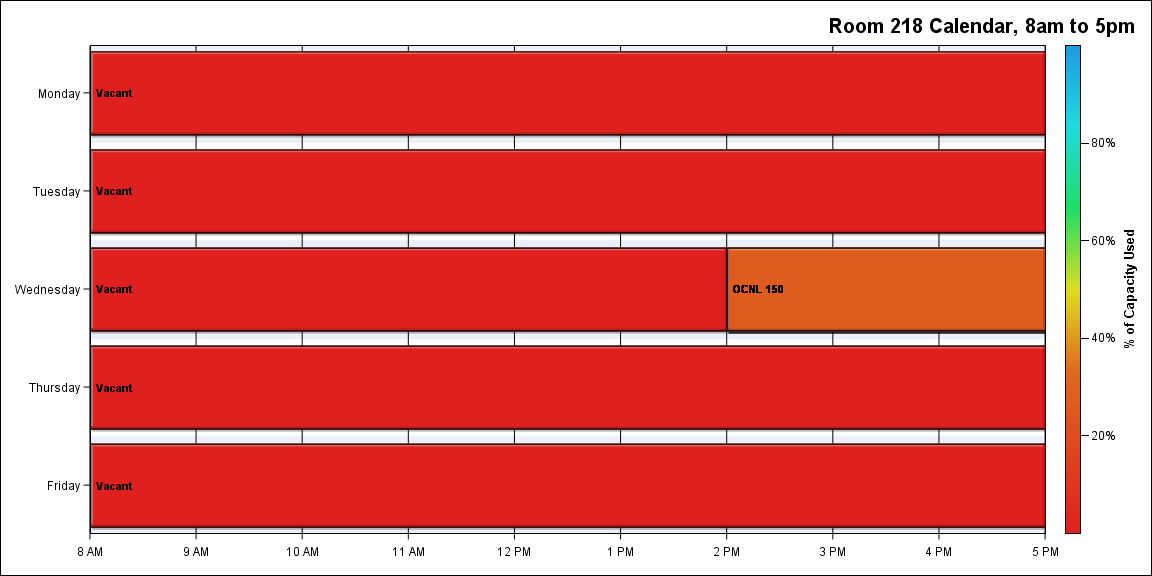 Room 218 Calendar, 8am to 5pm
Monday Vacant
80%
Tuesday Vacant
60%
Wednesday Vacant OCNL 150
% of Capacity Used
40%
Thursday Vacant
20%
Friday Vacant
8 AM 9 AM 10 AM 11 AM 12 PM 1 PM 2 PM 3 PM 4 PM 5 PM